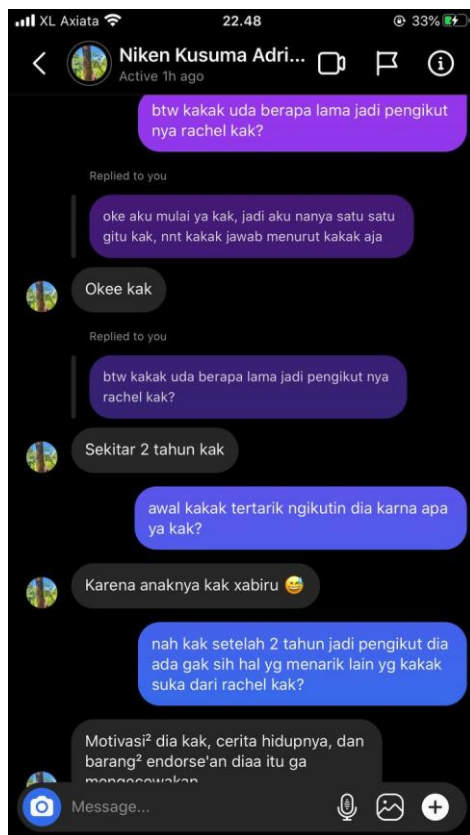 XL Axiata
22.48
33%
Niken Kusuma Adri...
Active 1h ago
btw kakak uda berapa lama jadi pengikut
nya rachel kak?
Replied to you
oke aku mulai ya kak, jadi aku nanya satu satu
gitu kak, nnt kakak jawab menurut kakak aja
Okee kak
Replied to you
btw kakak uda berapa lama jadi pengikut nya
rachel kak?
Sekitar 2 tahun kak
awal kakak tertarik ngikutin dia karna apa
ya kak?
Karena anaknya kak xabiru 😅
nah kak setelah 2 tahun jadi pengikut dia
ada gak sih hal yg menarik lain yg kakak
suka dari rachel kak?
Motivasi² dia kak, cerita hidupnya, dan
barang² endorse'an diaa itu ga
mengecewakan
Message...